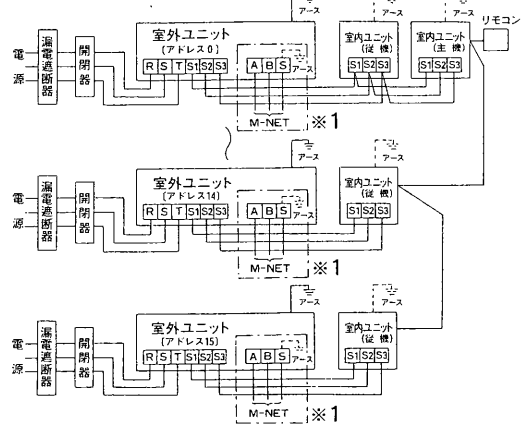 アース アース アース
リモコン
室外ユニット
(アドレス0)
室内ユニット
(従機)
室内ユニット
(主機)
電源
漏電遮断器
開閉器
R S T S1 S2 S3
A B S
アース
S1 S2 S3
S1 S2 S3
M-NET
※1
アース
アース
室外ユニット
(アドレス14)
室内ユニット
(従機)
電源
漏電遮断器
開閉器
R S T S1 S2 S3
A B S
アース
S1 S2 S3
M-NET
※1
アース
アース
室外ユニット
(アドレス15)
室内ユニット
(従機)
電源
漏電遮断器
開閉器
R S T S1 S2 S3
A B S
アース
S1 S2 S3
M-NET
※1